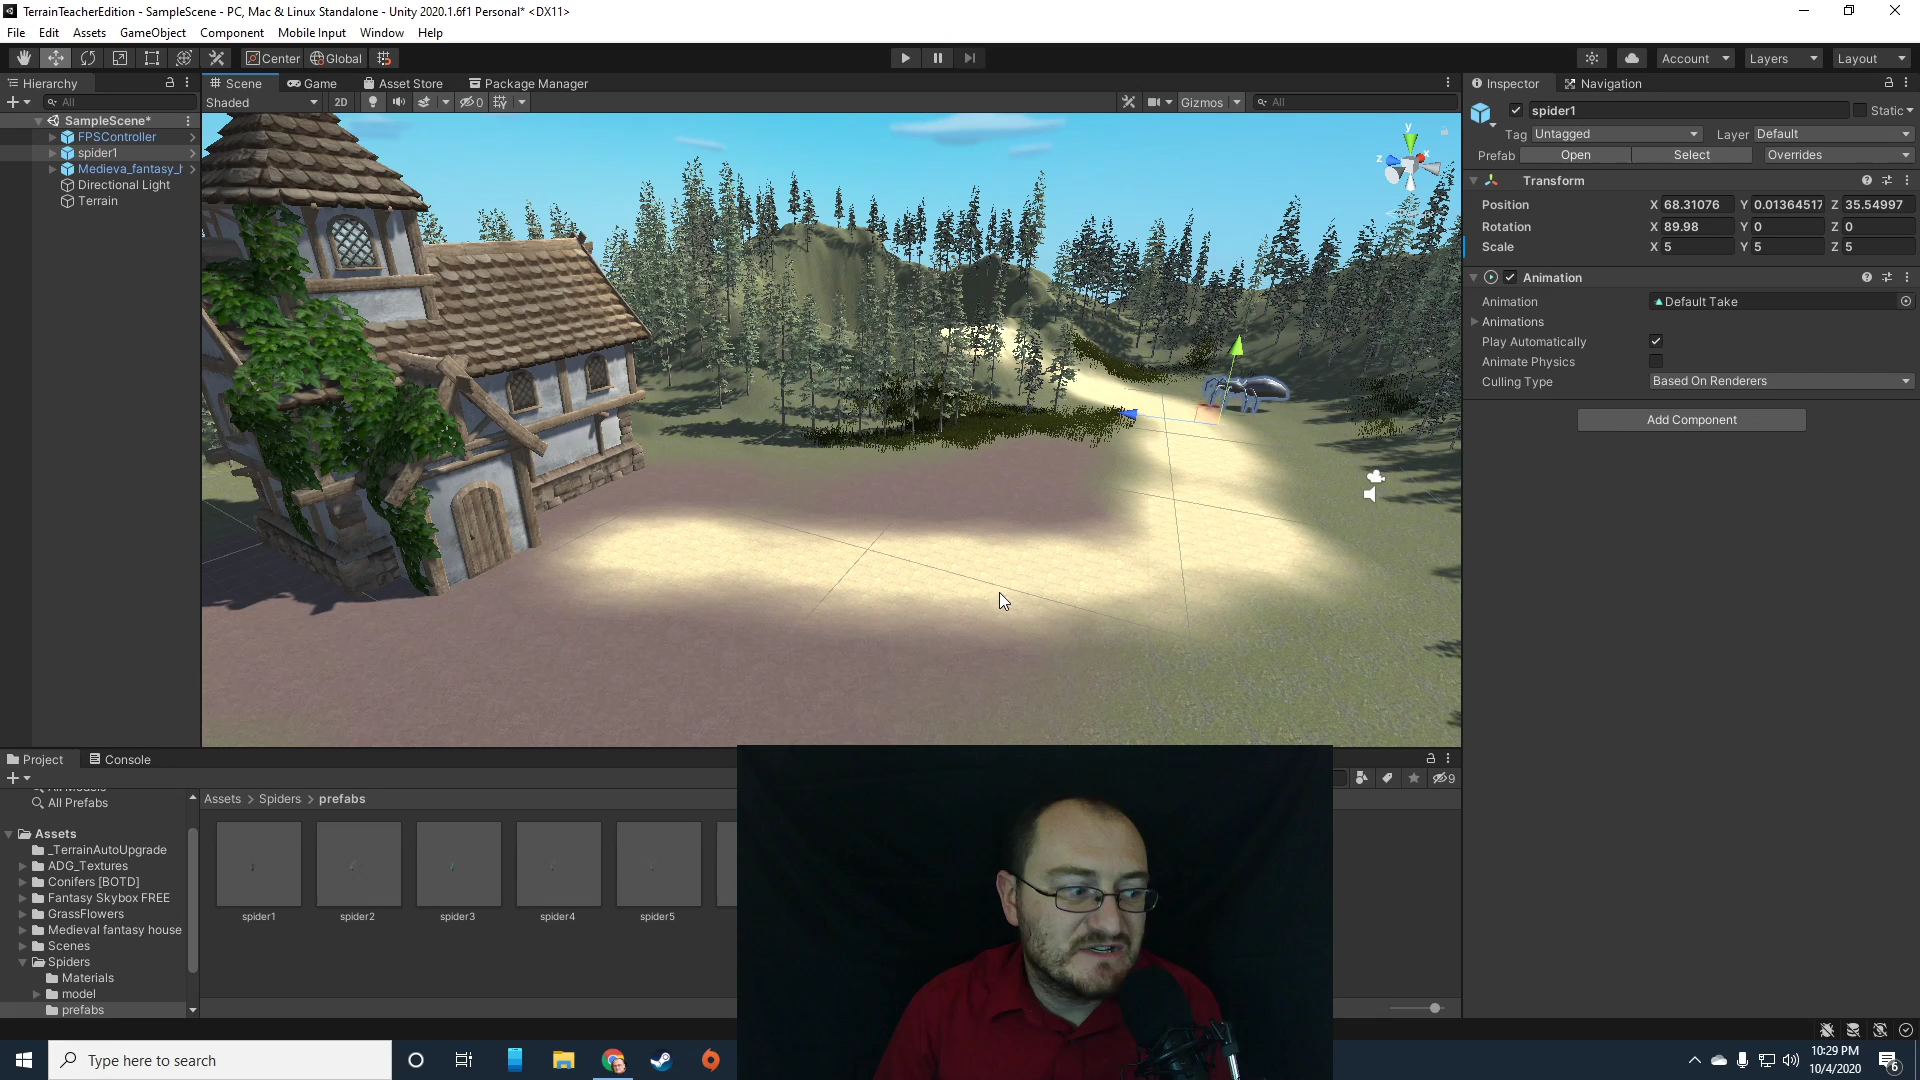 TerrainTeacherEdition - SampleScene - PC, Mac & Linux Standalone - Unity 2020.1.6f1 Personal* <DX11>
File Edit Assets GameObject Component Mobile Input Window Help
Center Global Account Layers Layout
Hierarchy
All
SampleScene*
FPSController
spider1
Medieva_fantasy_h
Directional Light
Terrain
Scene Game Asset Store Package Manager
Shaded 2D 0 Gizmos All
y
x
z
Inspector Navigation
spider1 Static
Tag Untagged Layer Default
Prefab Open Select Overrides
Transform
Position X 68.31076 Y 0.01364517 Z 35.54997
Rotation X 89.98 Y 0 Z 0
Scale X 5 Y 5 Z 5
Animation
Animation Default Take
Animations
Play Automatically
Animate Physics
Culling Type Based On Renderers
Add Component
Project Console
9
All Models
All Prefabs
Assets
_TerrainAutoUpgrade
ADG_Textures
Conifers [BOTD]
Fantasy Skybox FREE
GrassFlowers
Medieval fantasy house
Scenes
Spiders
Materials
model
prefabs
Assets > Spiders > prefabs
spider1 spider2 spider3 spider4 spider5
Type here to search
10:29 PM
10/4/2020
6